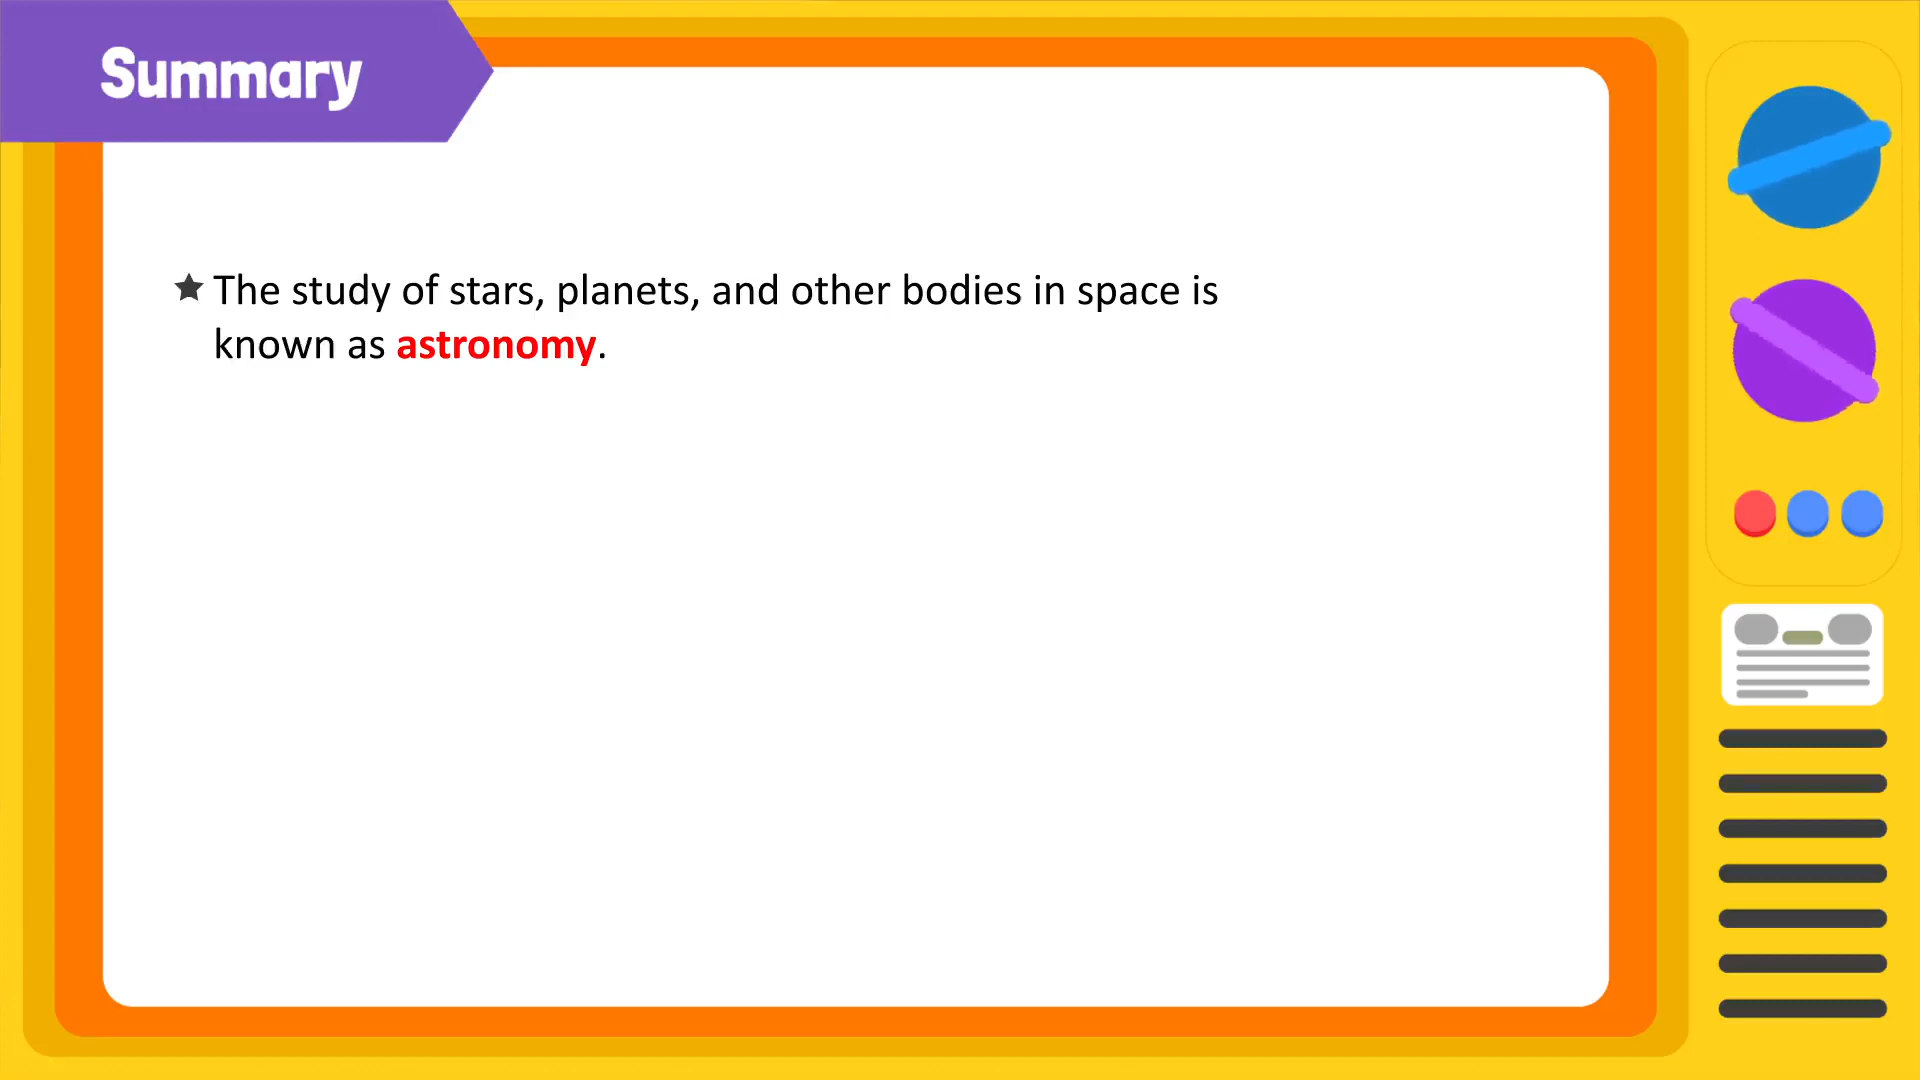 Summary
★ The study of stars, planets, and other bodies in space is
known as astronomy.